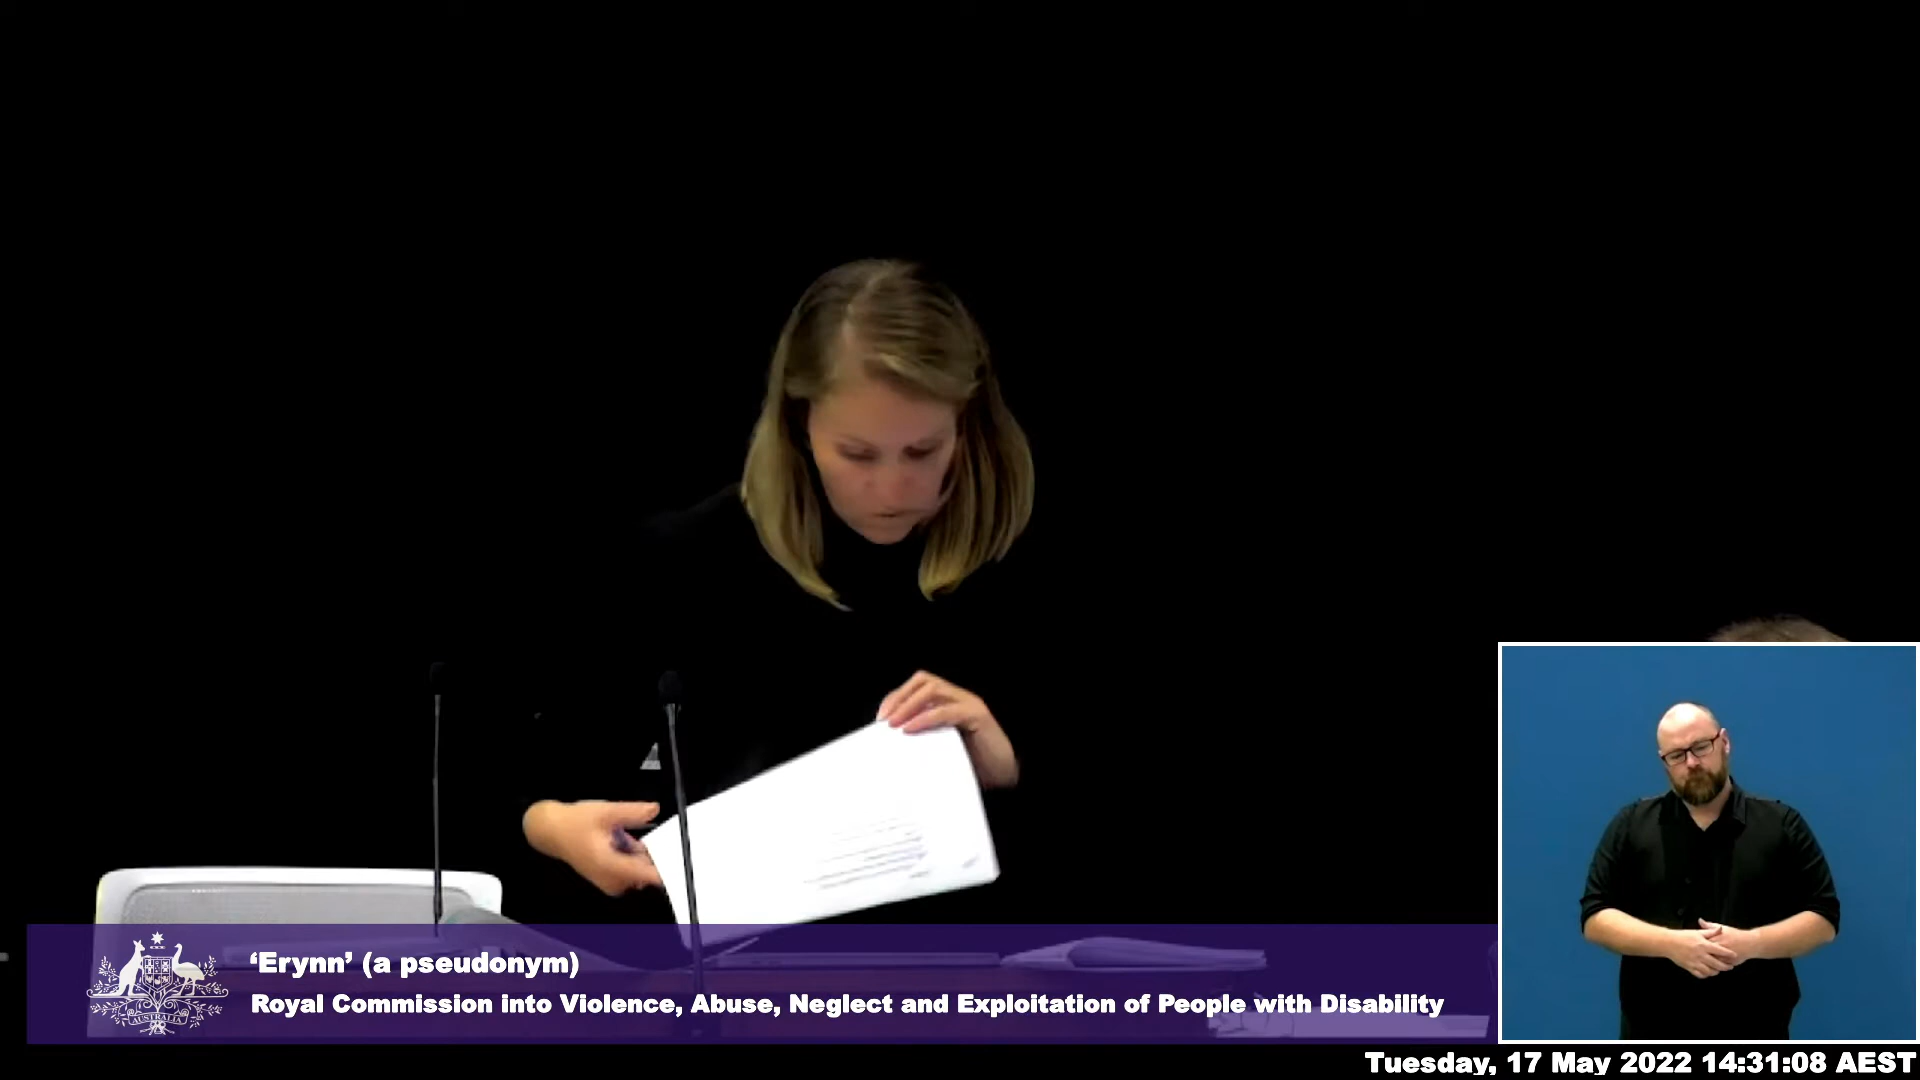 ‘Erynn’ (a pseudonym)
Royal Commission into Violence, Abuse, Neglect and Exploitation of People with Disability
AUSTRALIA
Tuesday, 17 May 2022 14:31:08 AEST